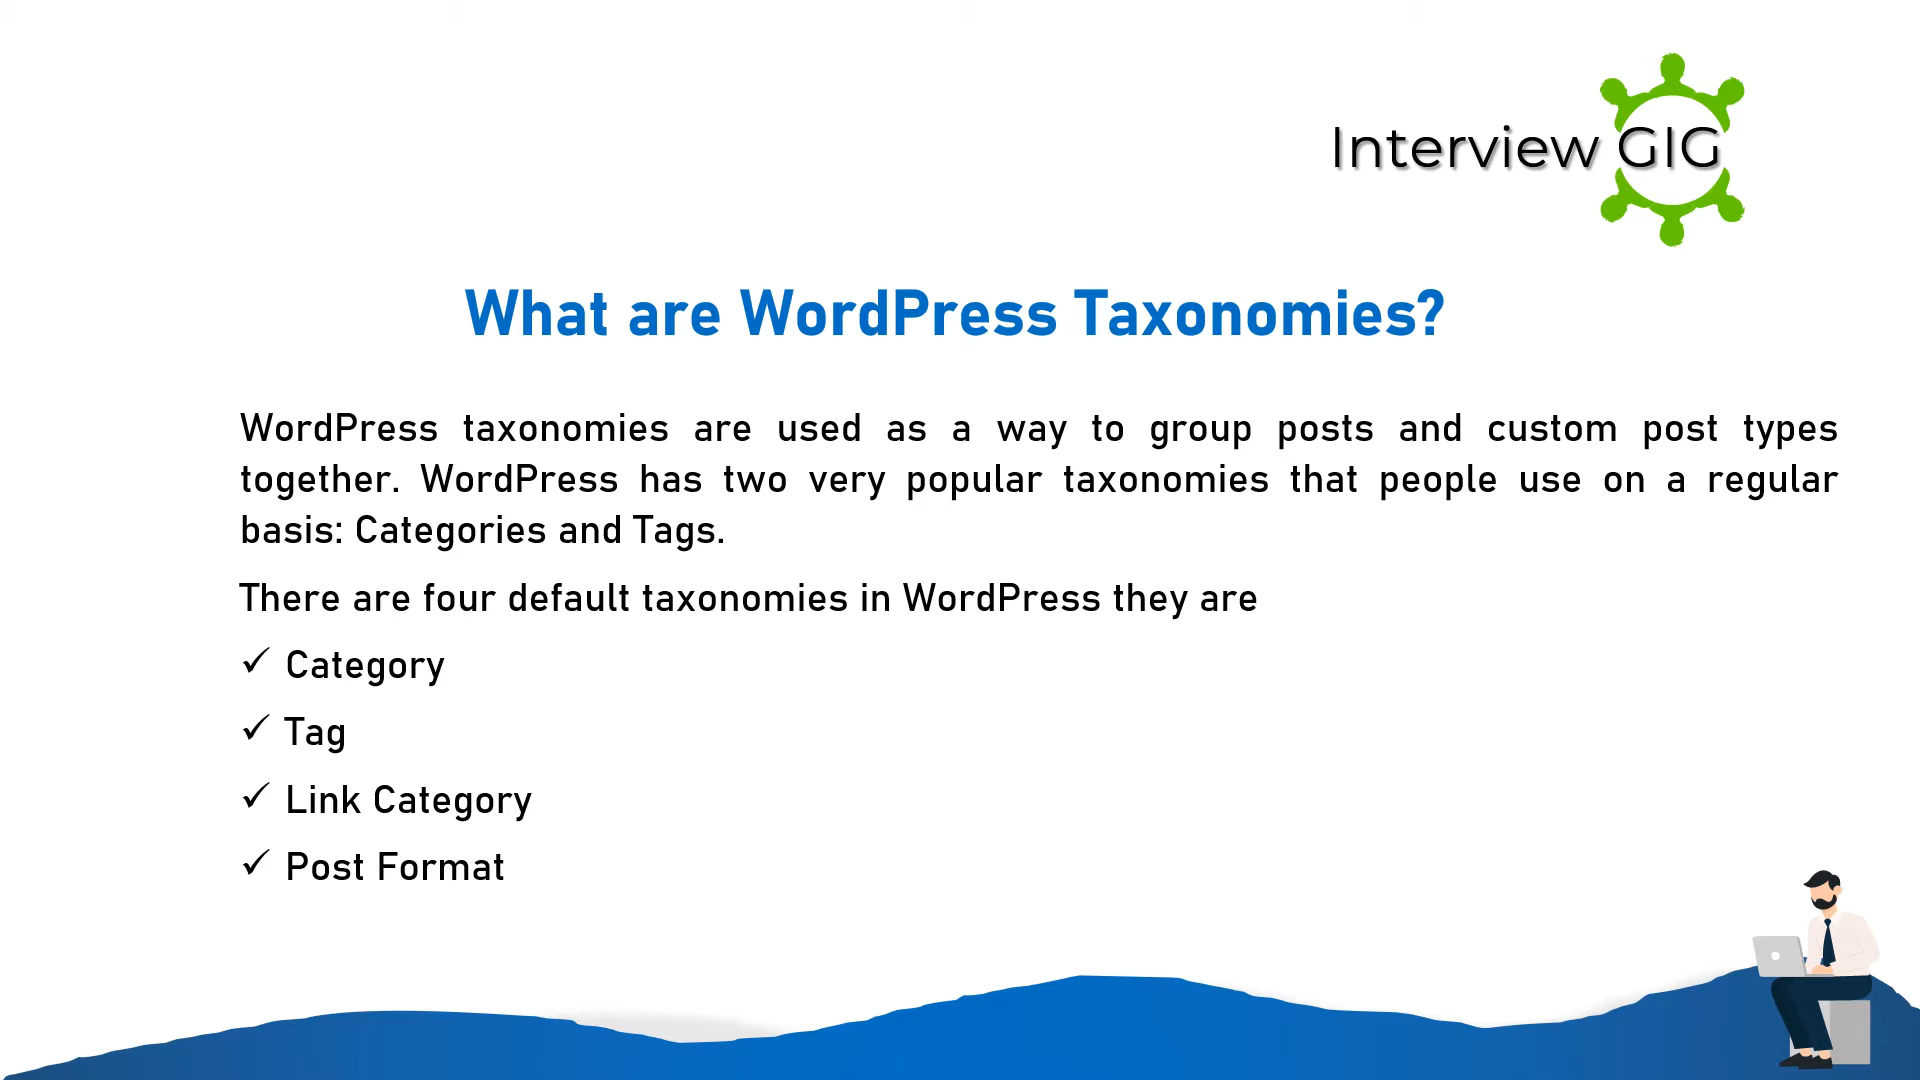 Interview GIG
What are WordPress Taxonomies?
WordPress taxonomies are used as a way to group posts and custom post types
together. WordPress has two very popular taxonomies that people use on a regular
basis: Categories and Tags.
There are four default taxonomies in WordPress they are
✓ Category
✓ Tag
✓ Link Category
✓ Post Format